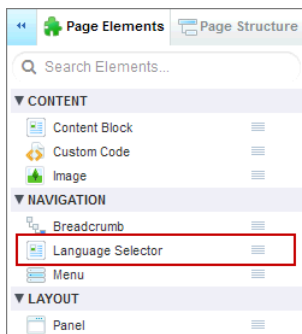 Page Elements Page Structure
Search Elements...
CONTENT
Content Block
Custom Code
Image
NAVIGATION
Breadcrumb
Language Selector
Menu
LAYOUT
Panel